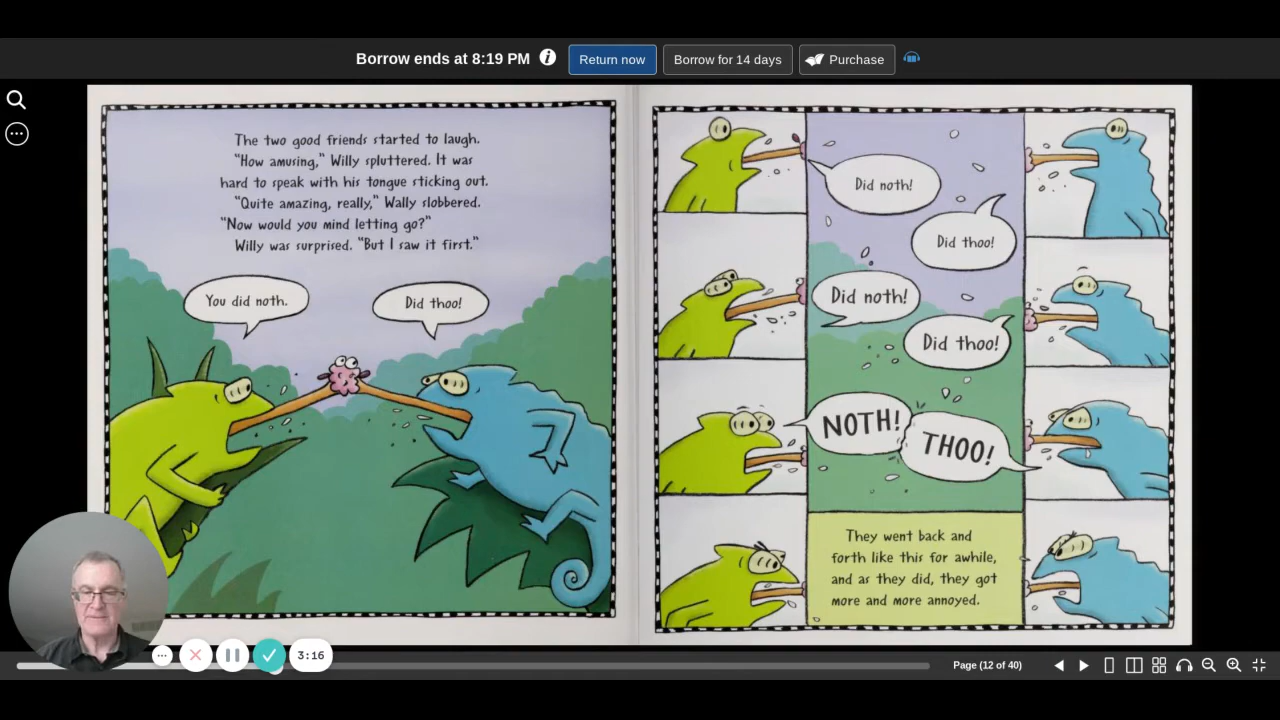 Borrow ends at 8:19 PM
Return now
Borrow for 14 days
Purchase
The two good friends started to laugh.
"How amusing," Willy spluttered. It was
hard to speak with his tongue sticking out.
"Quite amazing, really," Wally slobbered.
"Now would you mind letting go?"
Willy was surprised. "But I saw it first."
You did noth.
Did thoo!
Did noth!
Did thoo!
Did noth!
Did thoo!
NOTH!
THOO!
They went back and
forth like this for awhile,
and as they did, they got
more and more annoyed.
3:16
Page (12 of 40)